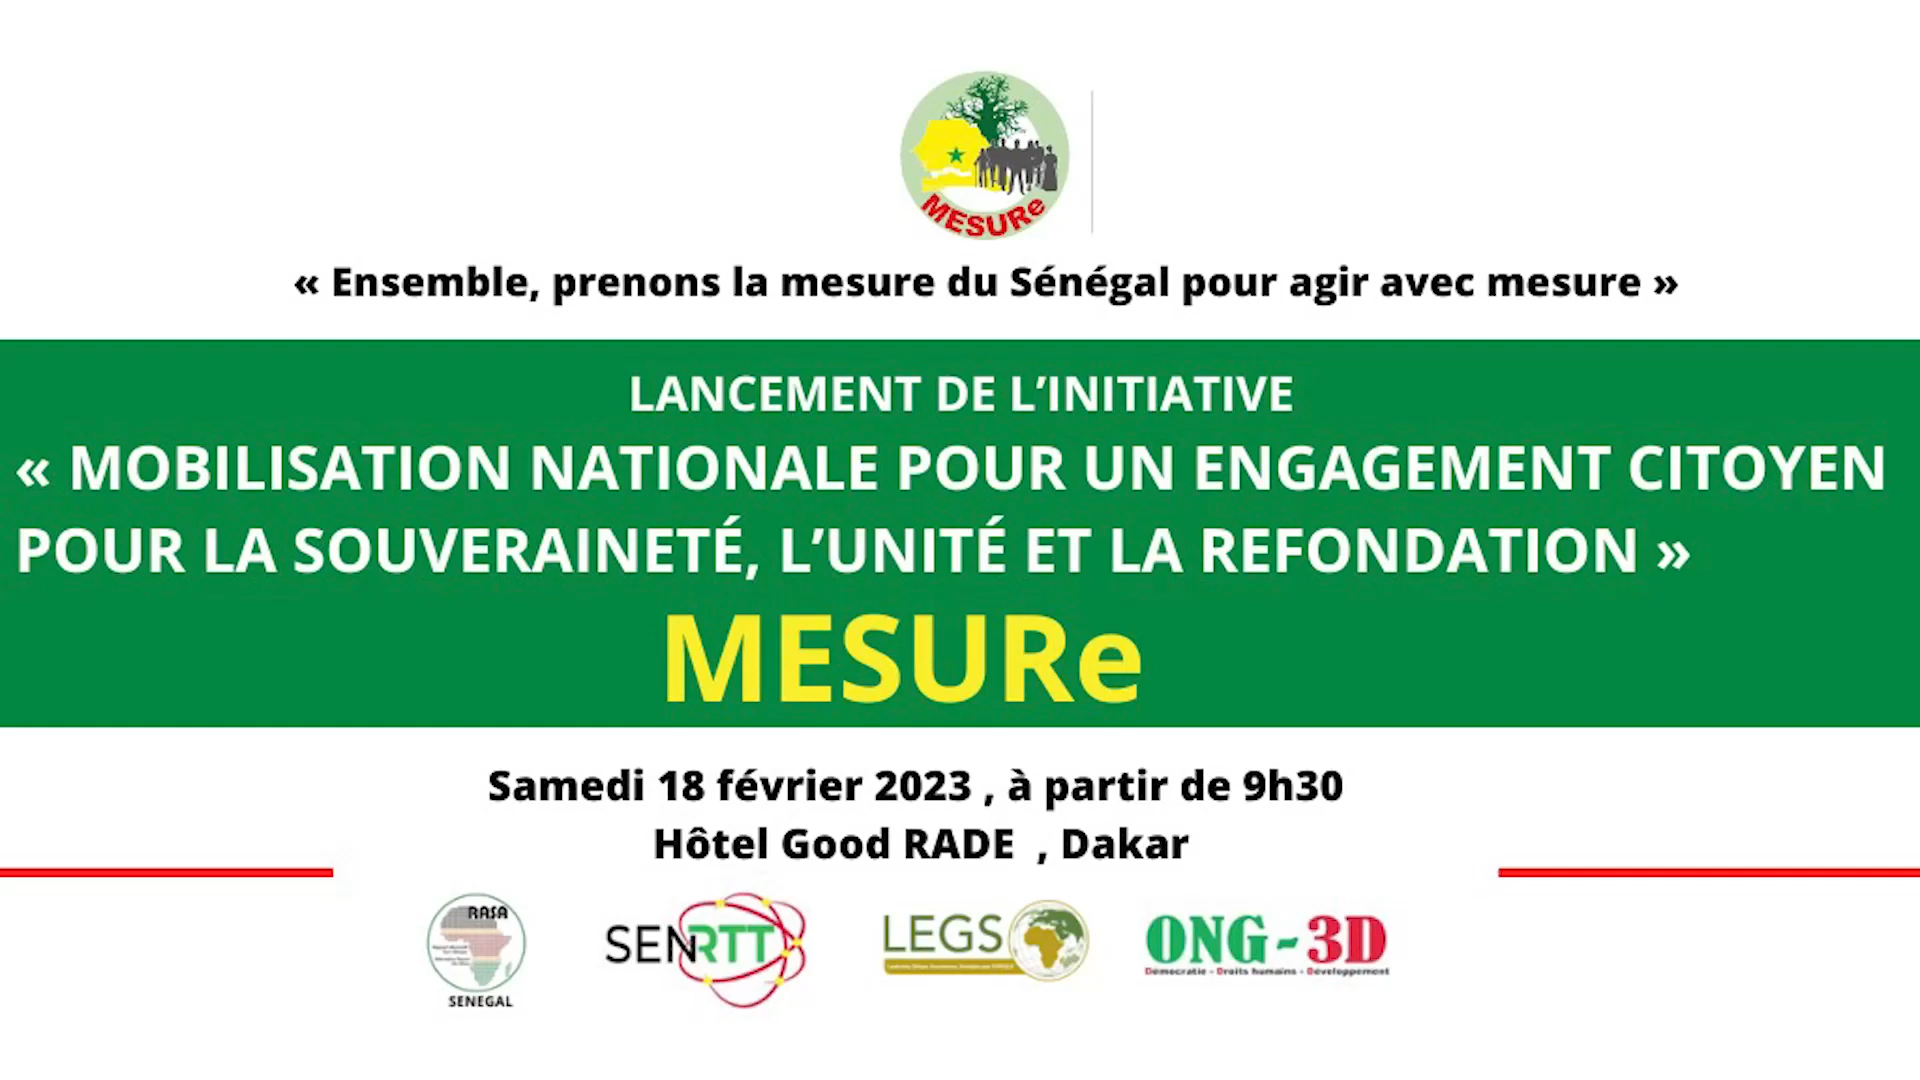 MESURe
« Ensemble, prenons la mesure du Sénégal pour agir avec mesure »
LANCEMENT DE L’INITIATIVE
« MOBILISATION NATIONALE POUR UN ENGAGEMENT CITOYEN
POUR LA SOUVERAINETÉ, L’UNITÉ ET LA REFONDATION »
MESURe
Samedi 18 février 2023 , à partir de 9h30
Hôtel Good RADE , Dakar
RASA
SENEGAL
SENRTT
LEGS
ONG-3D
Démocratie - Droits humains - Développement